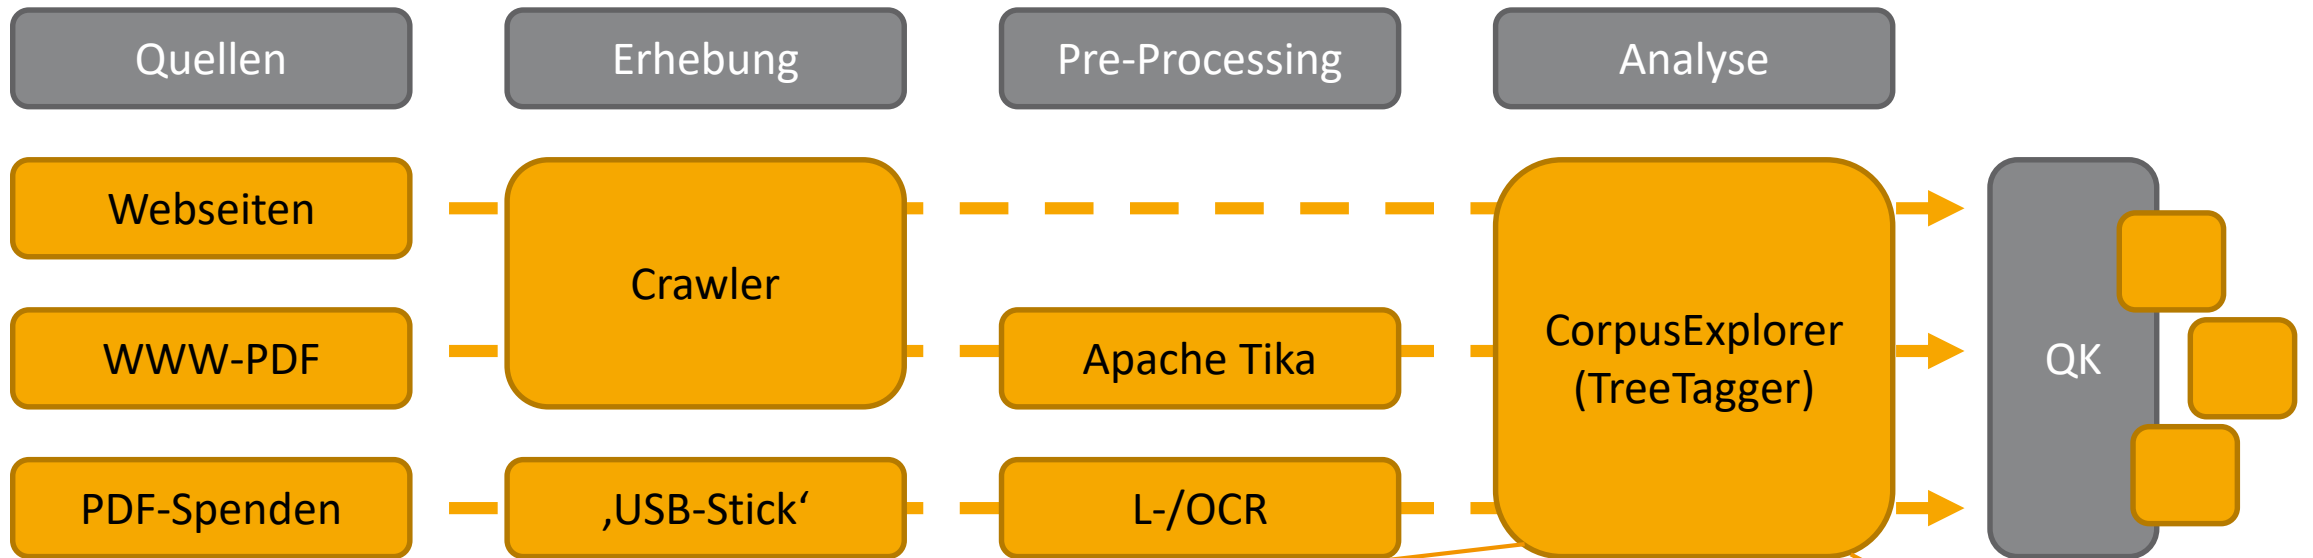 Quellen
Erhebung
Pre-Processing
Analyse
Webseiten
Crawler
WWW-PDF
Apache Tika
CorpusExplorer
(TreeTagger)
QK
PDF-Spenden
‚USB-Stick‘
L-/OCR